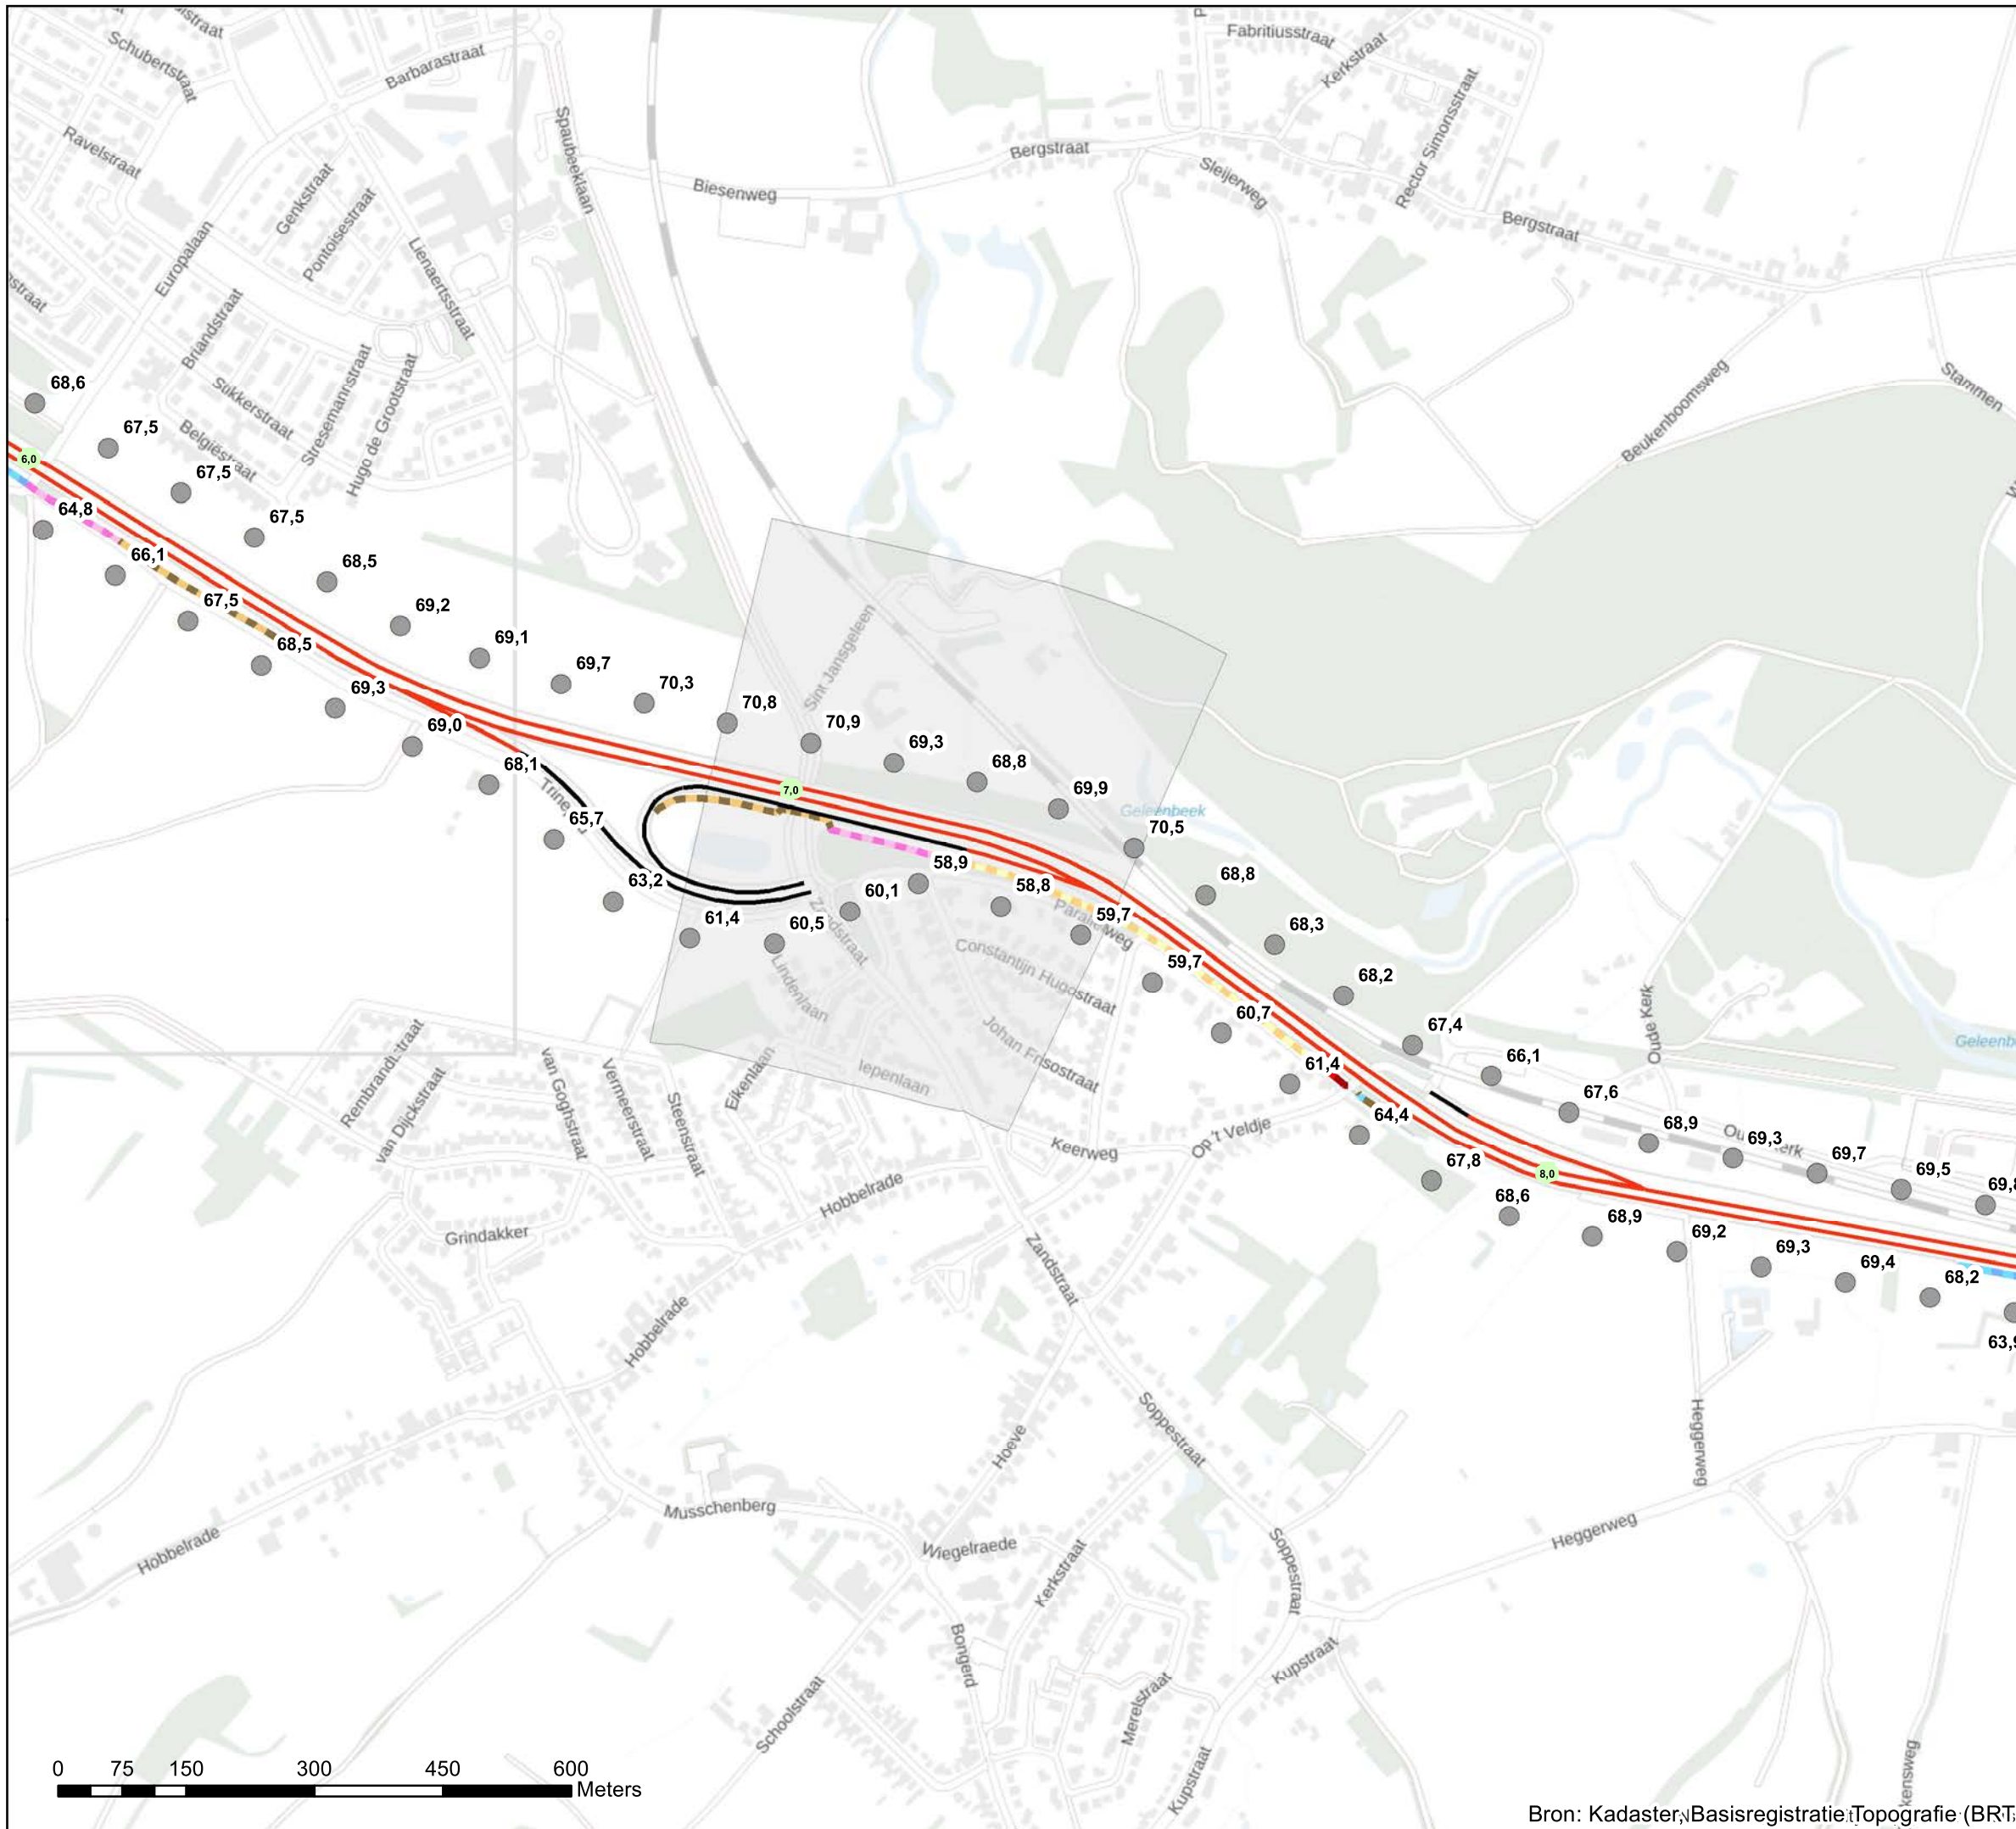 Schubertstraat
Barbarastraat
Ravelstraat
Genkstraat
Pontoisestraat
Europalaan
Lienaertsstraat
Briandstraat
Sukkerstraat
Stresemannstraat
Hugo de Grootstraat
Belgiëstraat
Spaubeeklaan
Biesenweg
Bergstraat
Fabritiusstraat
Kerkstraat
Rector Simonsstraat
Sleijerweg
Bergstraat
Stammen
Beukenboomsweg
68,6
67,5
67,5
67,5
68,5
69,2
69,1
69,7
70,3
70,8
70,9
69,3
68,8
69,9
70,5
68,8
68,3
68,2
67,4
66,1
67,6
68,9
69,3
69,7
69,5
69,8
6,0
7,0
8,0
64,8
66,1
67,5
68,5
69,3
69,0
68,1
65,7
63,2
61,4
60,5
60,1
58,9
58,8
59,7
59,7
60,7
61,4
64,4
67,8
68,6
68,9
69,2
69,3
69,4
68,2
Sint Jansgeleen
Geleenbeek
Zandstraat
Lindenlaan
Constantijn Hugostraat
Johan Frisostraat
Iepenlaan
Eikenlaan
Oude Kerk
Rembrandtstraat
van Dijckstraat
van Goghstraat
Vermeerstraat
Steenstraat
Keerweg
Op 't Veldje
Hobbelrade
Grindakker
Zandstraat
Hobbelrade
Soppestraat
Hoeve
Heggerweg
Musschenberg
Hobbelrade
Wiegelraede
Kerkstraat
Soppestraat
Heggerweg
Bongerd
Kupstraat
Schoolstraat
Merelstraat
Kupstraat
0 75 150 300 450 600
Meters
Bron: Kadaster, Basisregistratie Topografie (BRT